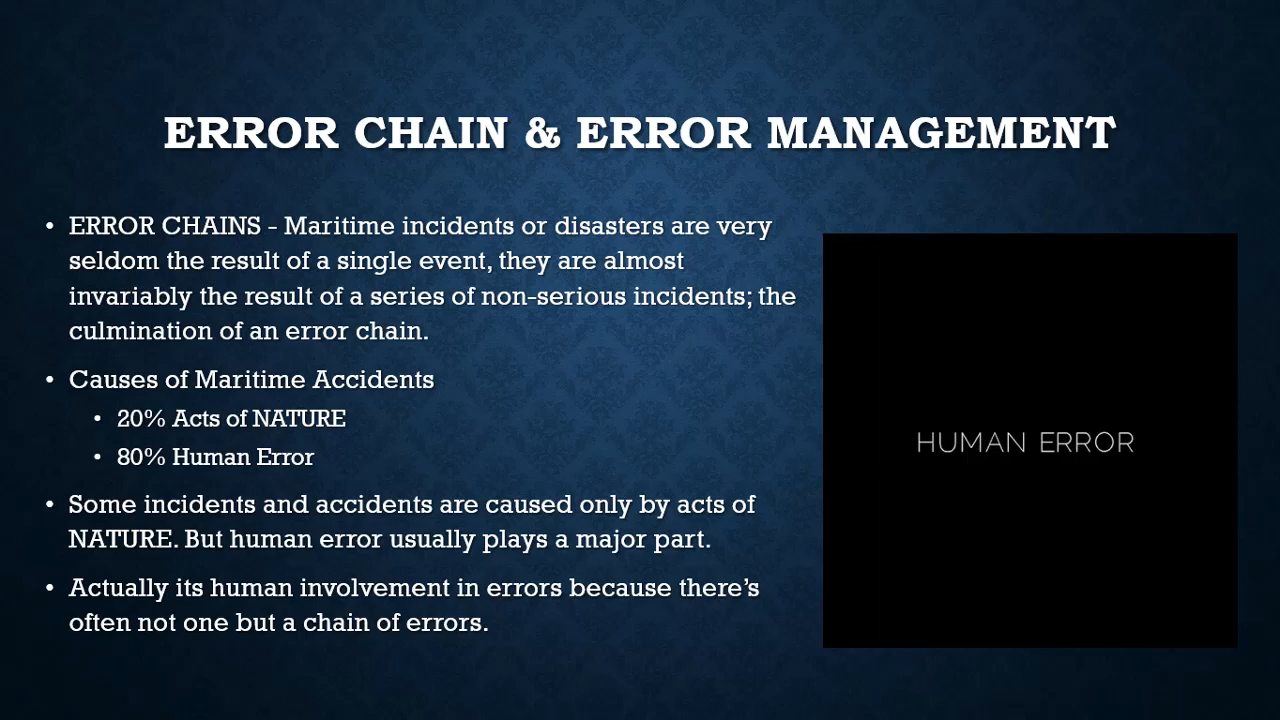 ERROR CHAIN & ERROR MANAGEMENT
• ERROR CHAINS - Maritime incidents or disasters are very
seldom the result of a single event, they are almost
invariably the result of a series of non-serious incidents; the
culmination of an error chain.
• Causes of Maritime Accidents
• 20% Acts of NATURE
• 80% Human Error
• Some incidents and accidents are caused only by acts of
NATURE. But human error usually plays a major part.
• Actually its human involvement in errors because there’s
often not one but a chain of errors.
HUMAN ERROR